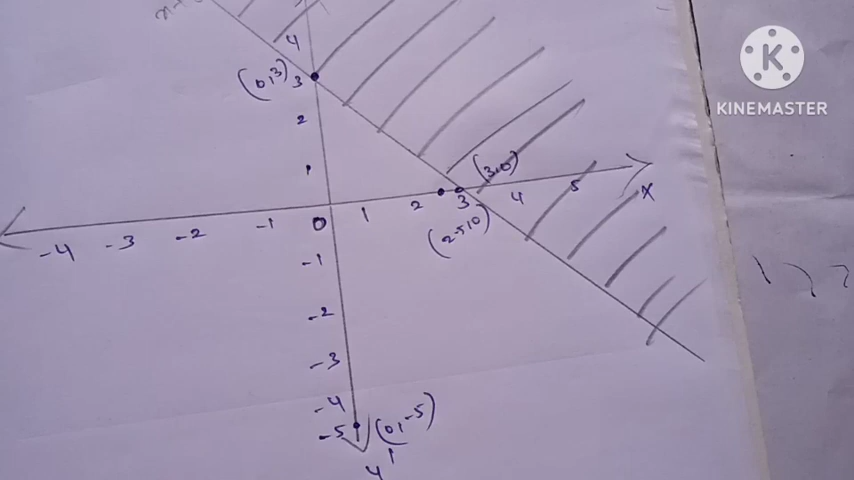 4
(0,3) 3
2
1
(3,0)
-4 -3 -2 -1 0 1 2 3 4 5 X
(2.5,0)
-1
-2
-3
-4
-5 (0,-5)
y'
K
KINEMASTER